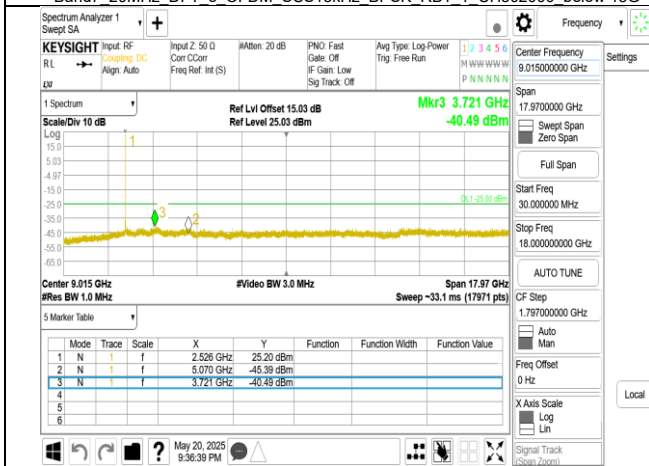 Spectrum Analyzer 1
Swept SA
Frequency
Settings
KEYSIGHT
Input: RF
Coupling: DC
Align: Auto
Input Z: 50 Ω
Corr CCorr
Freq Ref: Int (S)
#Atten: 20 dB
PNO: Fast
Gate: Off
IF Gain: Low
Sig Track: Off
Avg Type: Log-Power
Trig: Free Run
1 2 3 4 5 6
M W W W W W
P N N N N N
RL
LXI
1 Spectrum
Scale/Div 10 dB
Log
Ref Lvl Offset 15.03 dB
Ref Level 25.03 dBm
Mkr3 3.721 GHz
-40.49 dBm
15.0
5.03
-4.97
-15.0
-25.0
-35.0
-45.0
-55.0
-65.0
1
3
2
DL1 -25.00 dBm
Center 9.015 GHz
#Res BW 1.0 MHz
#Video BW 3.0 MHz
Span 17.97 GHz
Sweep ~33.1 ms (17971 pts)
5 Marker Table
Mode Trace Scale X Y Function Function Width Function Value
1 N 1 f 2.526 GHz 25.20 dBm
2 N 1 f 5.070 GHz -45.39 dBm
3 N 1 f 3.721 GHz -40.49 dBm
4
5
6
May 20, 2025
9:36:39 PM
Center Frequency
9.015000000 GHz
Span
17.9700000 GHz
Swept Span
Zero Span
Full Span
Start Freq
30.000000 MHz
Stop Freq
18.000000000 GHz
AUTO TUNE
CF Step
1.797000000 GHz
Auto
Man
Freq Offset
0 Hz
X Axis Scale
Log
Lin
Signal Track
(Span Zoom)
Local